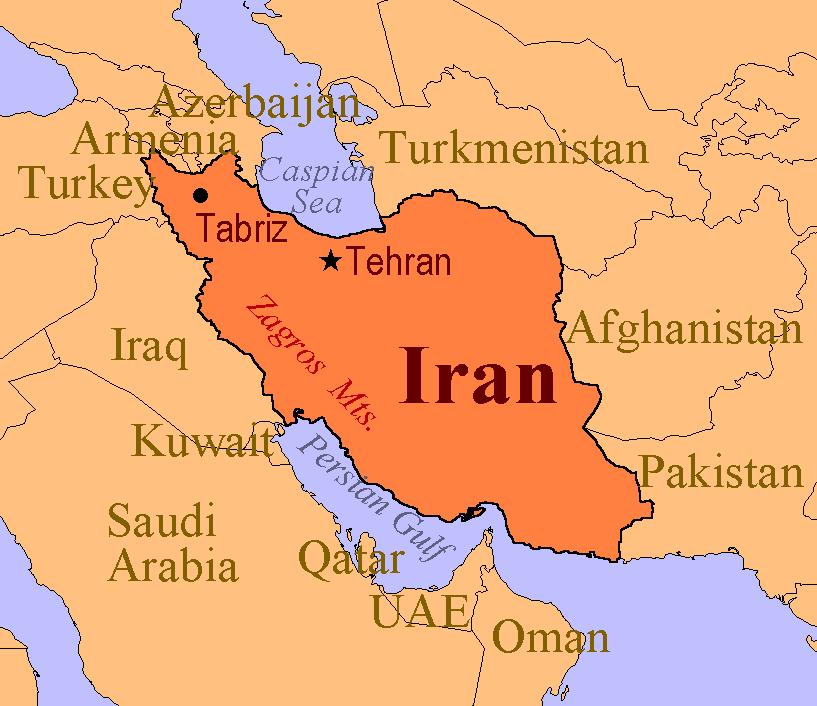 Azerbaijan
Armenia
Turkmenistan
Turkey
Caspian
Sea
Tabriz
Tehran
Zagros Mts.
Iraq
Afghanistan
Iran
Kuwait
Persian Gulf
Pakistan
Saudi
Arabia
Qatar
UAE
Oman